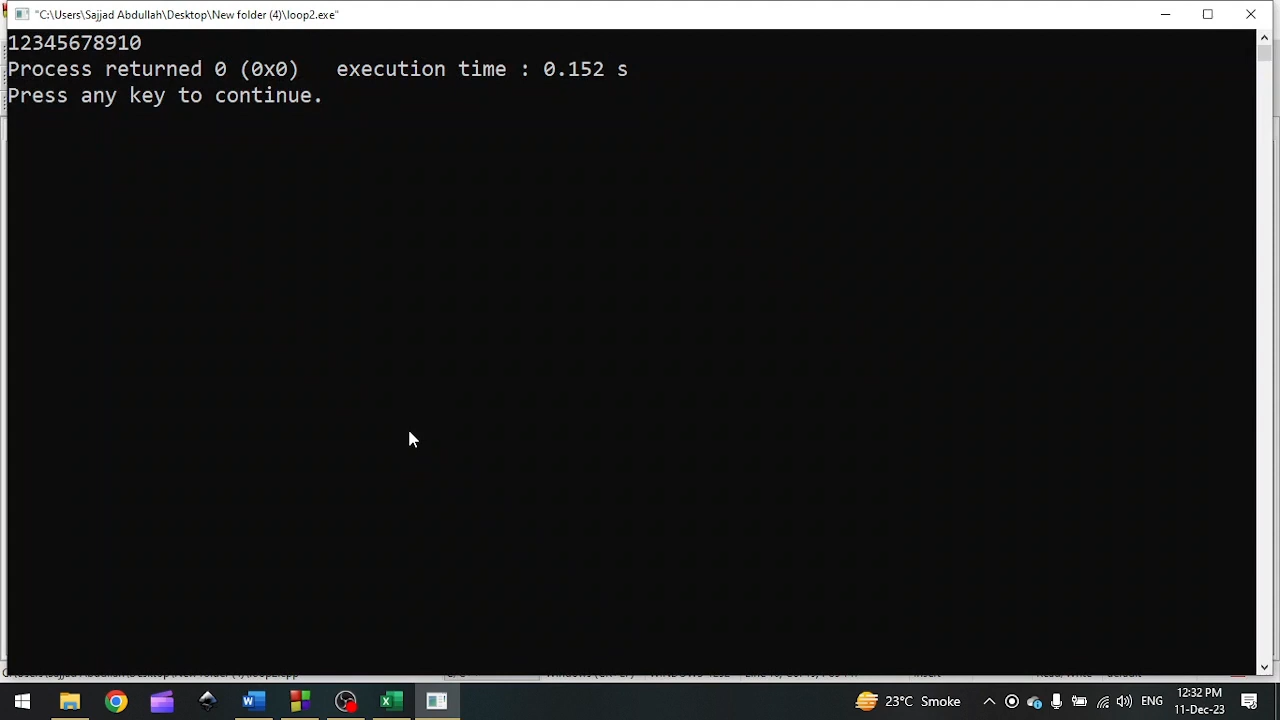 "C:\Users\Sajjad Abdullah\Desktop\New folder (4)\loop2.exe"
12345678910
Process returned 0 (0x0)   execution time : 0.152 s
Press any key to continue.
23°C Smoke
ENG
12:32 PM
11-Dec-23